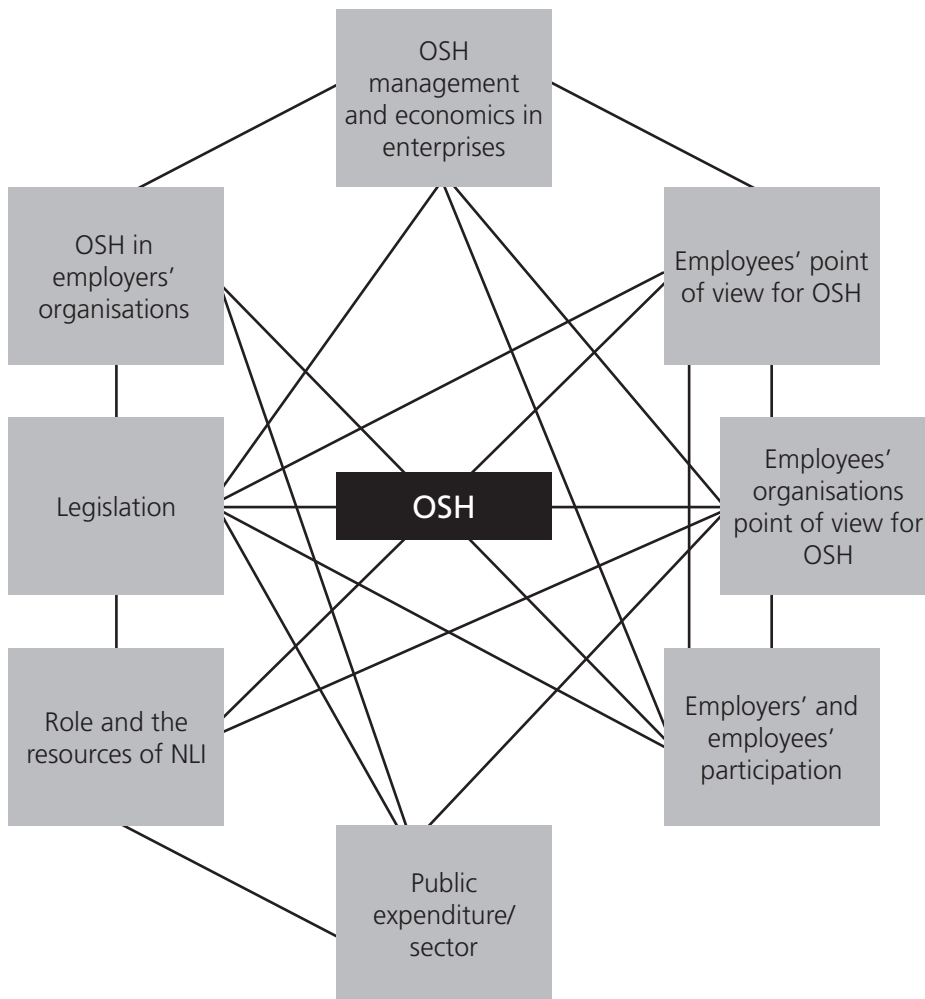 OSH
management
and economics in
enterprises
OSH in
employers’
organisations
Employees’ point
of view for OSH
Legislation
OSH
Employees’
organisations
point of view for
OSH
Role and the
resources of NLI
Employers’ and
employees’
participation
Public
expenditure/
sector